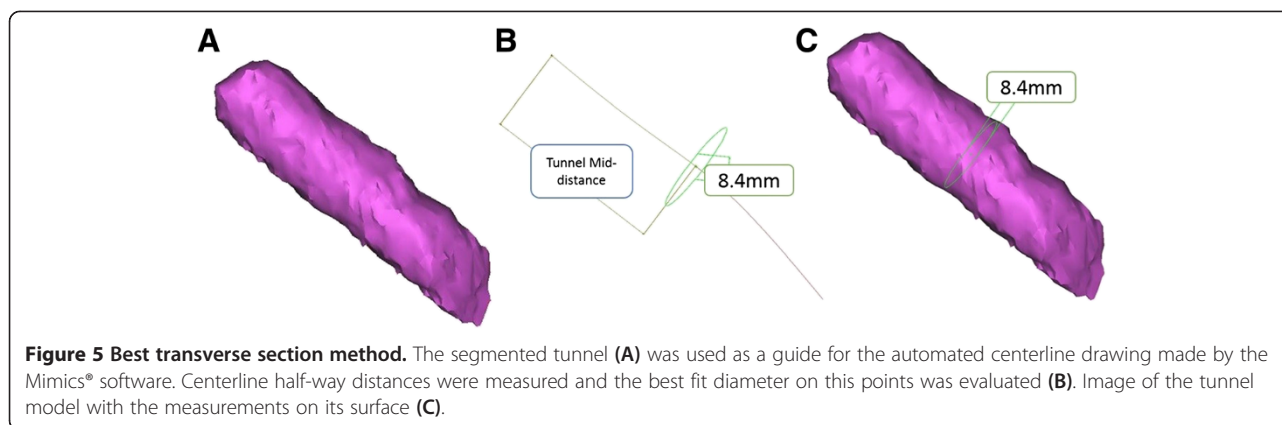 A
B
C
8.4mm
Tunnel Mid-
distance
8.4mm
Figure 5 Best transverse section method. The segmented tunnel (A) was used as a guide for the automated centerline drawing made by the
Mimics® software. Centerline half-way distances were measured and the best fit diameter on this points was evaluated (B). Image of the tunnel
model with the measurements on its surface (C).